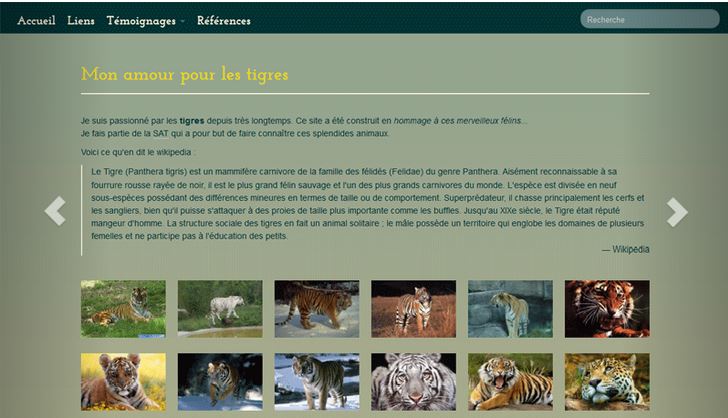 Accueil Liens Témoignages Références Recherche
Mon amour pour les tigres
Je suis passionné par les tigres depuis très longtemps. Ce site a été construit en hommage à ces merveilleux félins...
Je fais partie de la SAT qui a pour but de faire connaître ces splendides animaux.
Voici ce qu'en dit le wikipedia :
Le Tigre (Panthera tigris) est un mammifère carnivore de la famille des félidés (Felidae) du genre Panthera. Aisément reconnaissable à sa
fourrure rousse rayée de noir, il est le plus grand félin sauvage et l'un des plus grands carnivores du monde. L'espèce est divisée en neuf
sous-espèces possédant des différences mineures en termes de taille ou de comportement. Superprédateur, il chasse principalement les cerfs et
les sangliers, bien qu'il puisse s'attaquer à des proies de taille plus importante comme les buffles. Jusqu'au XIXe siècle, le Tigre était réputé
mangeur d'homme. La structure sociale des tigres en fait un animal solitaire ; le mâle possède un territoire qui englobe les domaines de plusieurs
femelles et ne participe pas à l'éducation des petits.
— Wikipedia